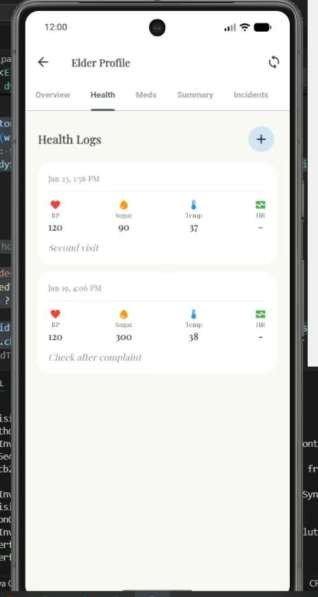 12:00
Elder Profile
Overview Health Meds Summary Incidents
Health Logs
+
Jan 23, 1:56 PM
BP Sugar Temp HR
120 90 37 -
Second visit
Jan 19, 4:06 PM
BP Sugar Temp HR
120 300 38 -
Check after complaint